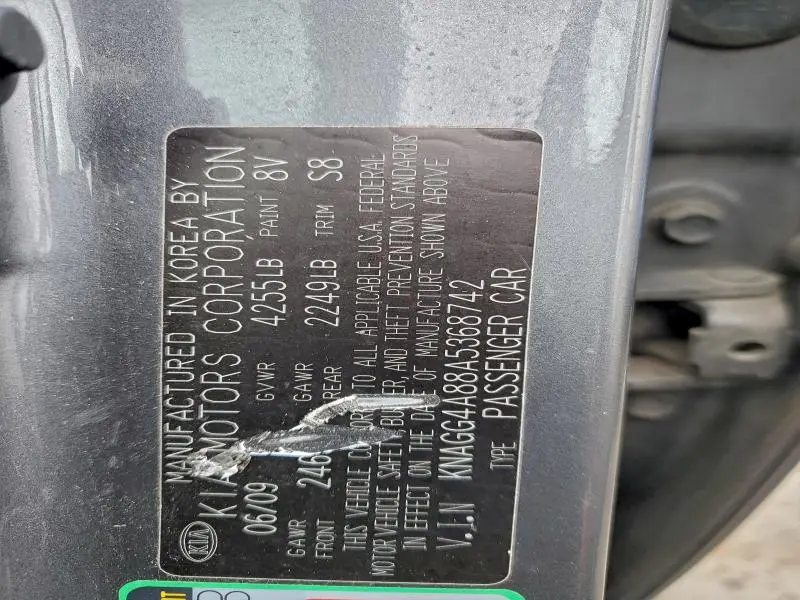 KIA
MANUFACTURED IN KOREA BY
KIA MOTORS CORPORATION
06/09 GVWR 4255LB PAINT 8V
GAWR FRONT GAWR REAR 2249LB TRIM S8
THIS VEHICLE TO ALL APPLICABLE U.S.A. FEDERAL
MOTOR VEHICLE SAFETY, BUMPER, AND THEFT PREVENTION STANDARDS
IN EFFECT ON THE DATE OF MANUFACTURE SHOWN ABOVE
V.I.N KNAGG4A88A5368742
TYPE PASSENGER CAR